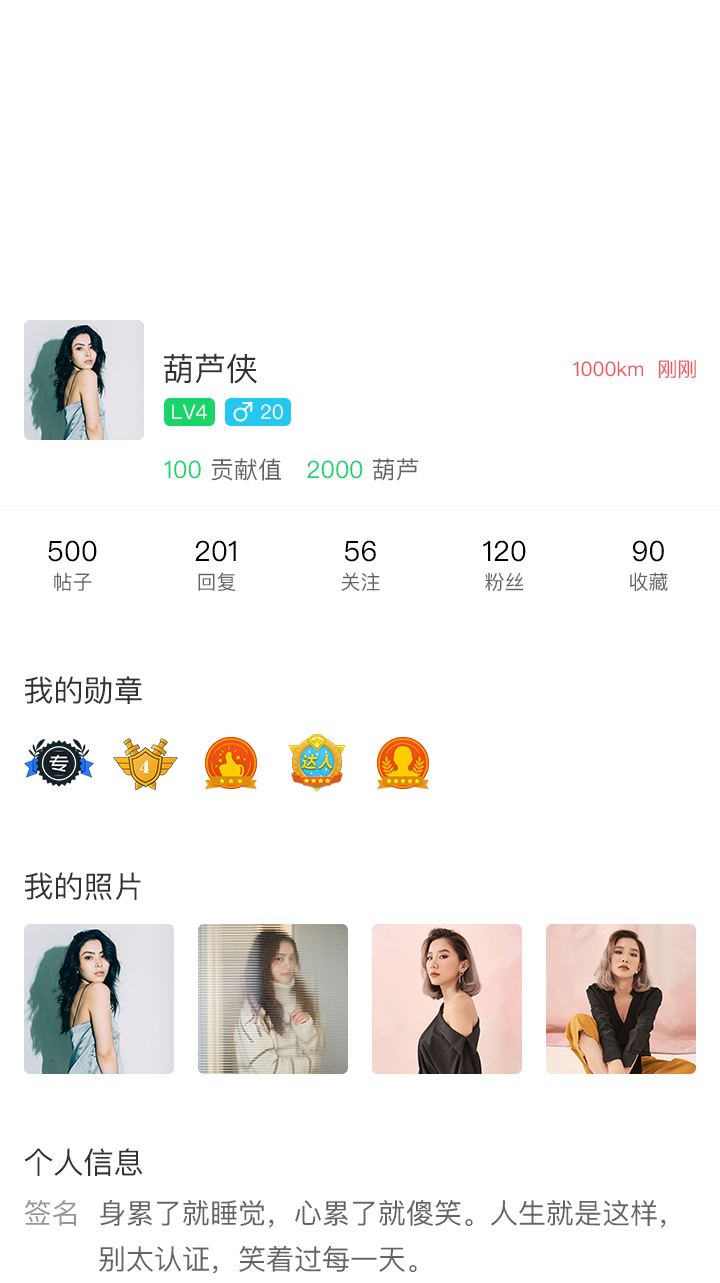 葫芦侠
1000km 刚刚
LV4 ♂ 20
100 贡献值 2000 葫芦
500 201 56 120 90
帖子 回复 关注 粉丝 收藏
我的勋章
专 4 达人
我的照片
个人信息
签名 身累了就睡觉，心累了就傻笑。人生就是这样，
别太认证，笑着过每一天。